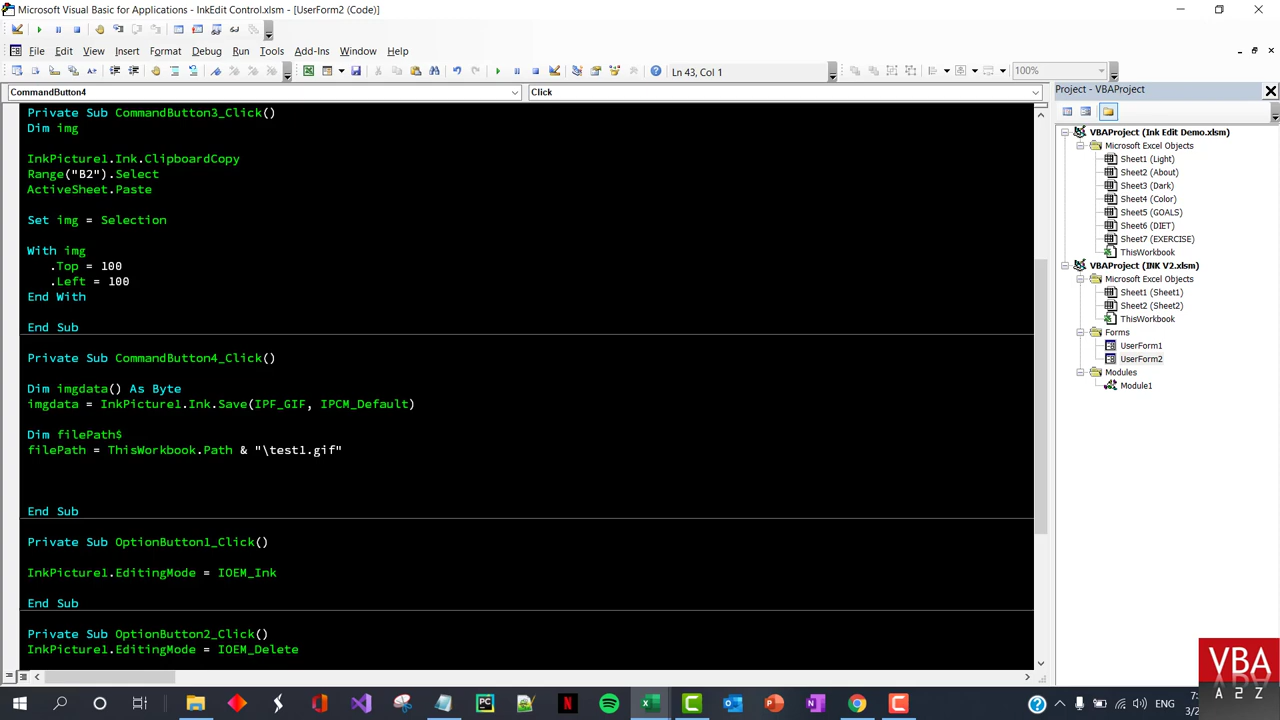 Microsoft Visual Basic for Applications - InkEdit Control.xlsm - [UserForm2 (Code)]
File Edit View Insert Format Debug Run Tools Add-Ins Window Help
Ln 43, Col 1
100%
CommandButton4
Click
Private Sub CommandButton3_Click()
Dim img
InkPicture1.Ink.ClipboardCopy
Range("B2").Select
ActiveSheet.Paste
Set img = Selection
With img
.Top = 100
.Left = 100
End With
End Sub
Private Sub CommandButton4_Click()
Dim imgdata() As Byte
imgdata = InkPicture1.Ink.Save(IPF_GIF, IPCM_Default)
Dim filePath$
filePath = ThisWorkbook.Path & "\test1.gif"
End Sub
Private Sub OptionButton1_Click()
InkPicture1.EditingMode = IOEM_Ink
End Sub
Private Sub OptionButton2_Click()
InkPicture1.EditingMode = IOEM_Delete
Project - VBAProject
VBAProject (Ink Edit Demo.xlsm)
Microsoft Excel Objects
Sheet1 (Light)
Sheet2 (About)
Sheet3 (Dark)
Sheet4 (Color)
Sheet5 (GOALS)
Sheet6 (DIET)
Sheet7 (EXERCISE)
ThisWorkbook
VBAProject (INK V2.xlsm)
Microsoft Excel Objects
Sheet1 (Sheet1)
Sheet2 (Sheet2)
ThisWorkbook
Forms
UserForm1
UserForm2
Modules
Module1
VBA
A 2 Z
ENG